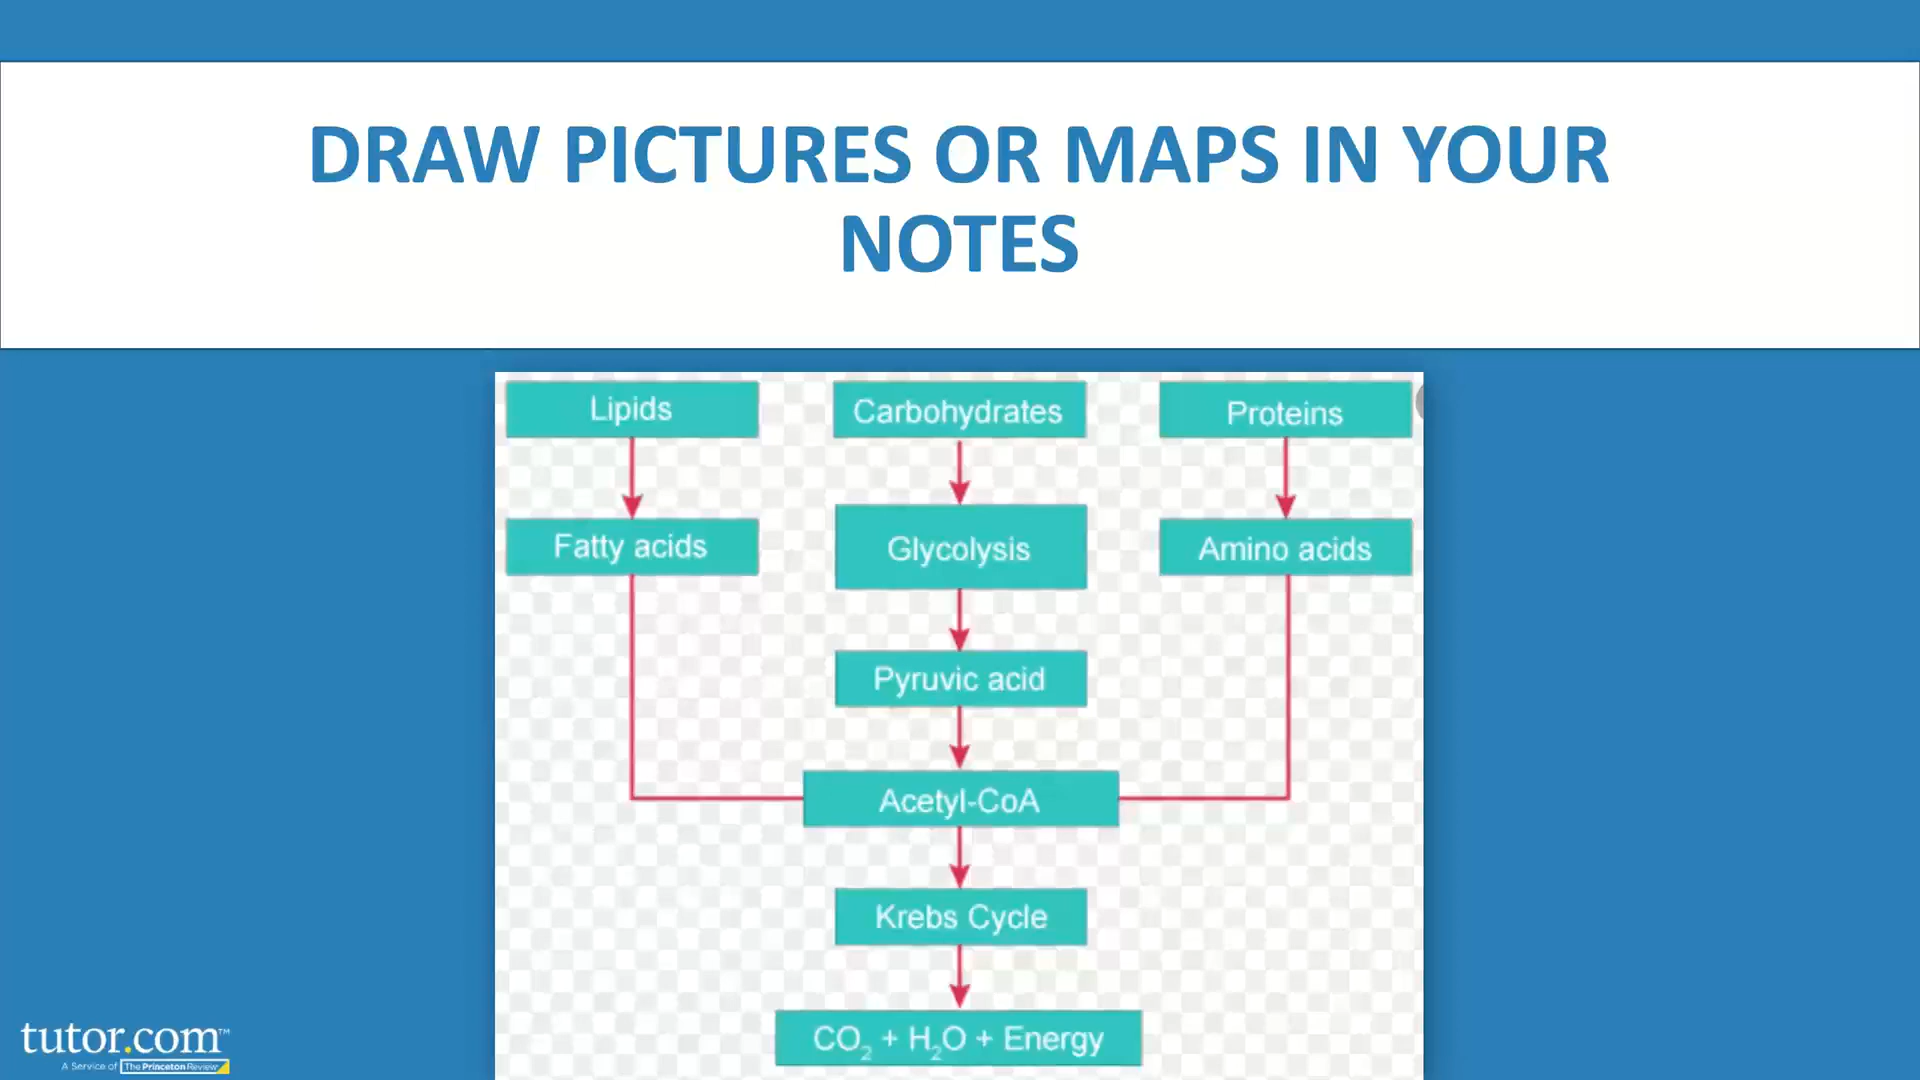 DRAW PICTURES OR MAPS IN YOUR
NOTES
Lipids
Carbohydrates
Proteins
Fatty acids
Glycolysis
Amino acids
Pyruvic acid
Acetyl-CoA
Krebs Cycle
CO₂ + H₂O + Energy
tutor.com™
A Service of The Princeton Review